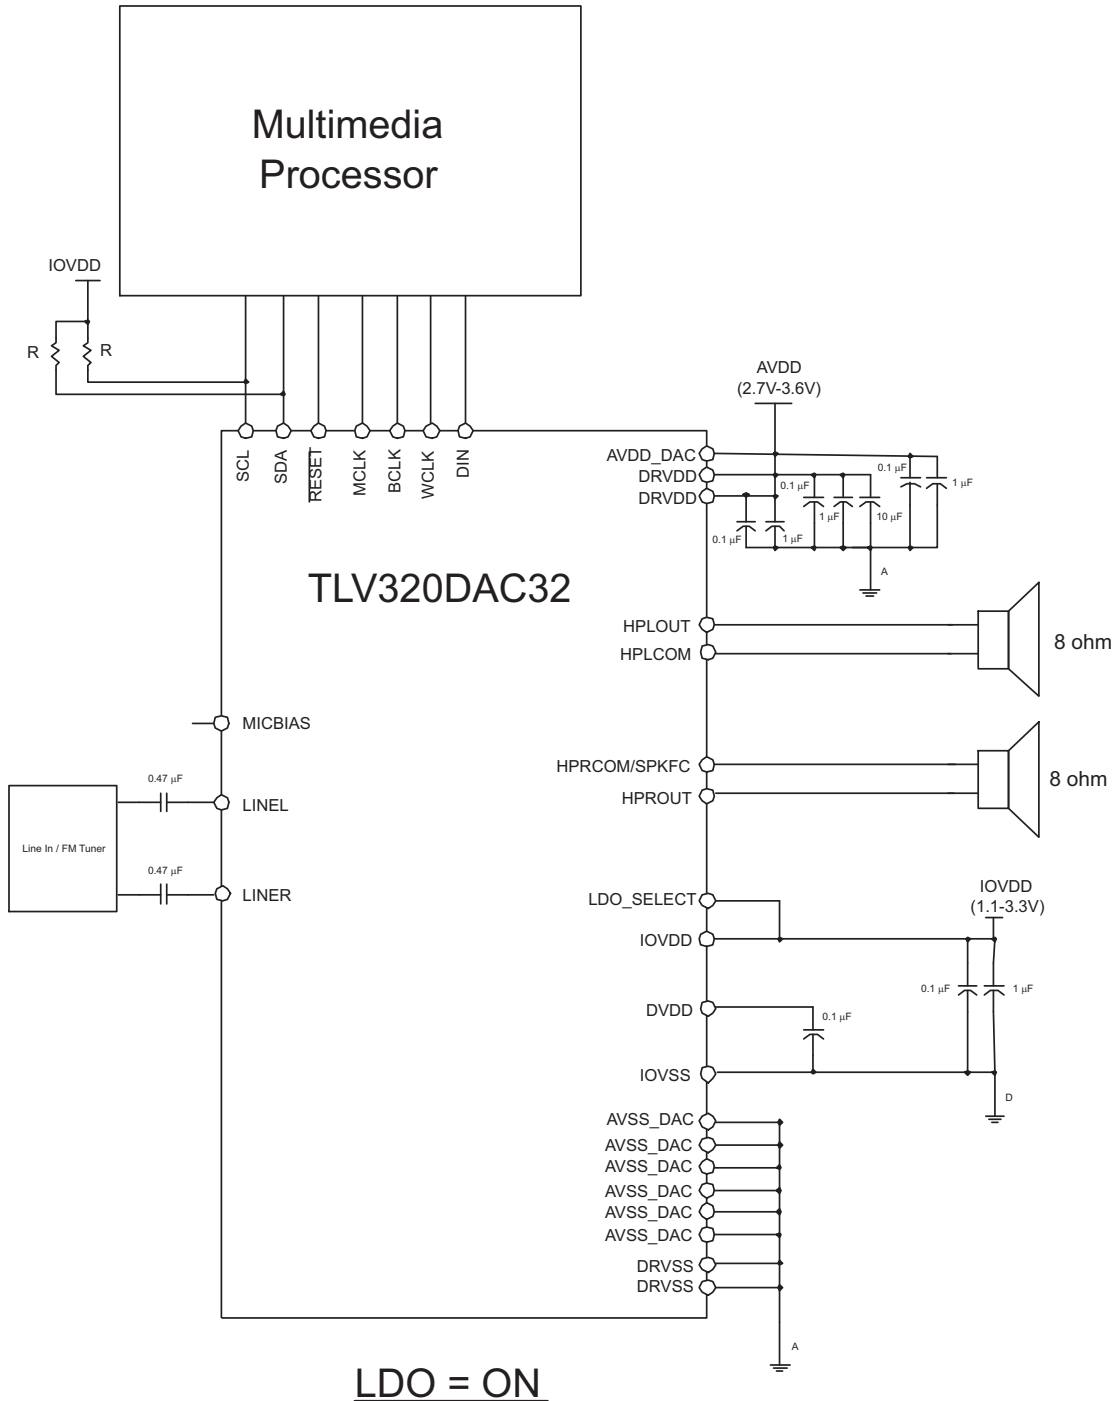 Multimedia
Processor
IOVDD
R
R
SCL
SDA
RESET
MCLK
BCLK
WCLK
DIN
AVDD
(2.7V-3.6V)
AVDD_DAC
DRVDD
DRVDD
0.1 μF
1 μF
0.1 μF
1 μF
10 μF
0.1 μF
1 μF
A
TLV320DAC32
HPLOUT
HPLCOM
8 ohm
MICBIAS
HPRCOM/SPKFC
HPROUT
8 ohm
0.47 μF
LINEL
Line In / FM Tuner
0.47 μF
LINER
LDO_SELECT
IOVDD
(1.1-3.3V)
IOVDD
0.1 μF
1 μF
DVDD
0.1 μF
IOVSS
D
AVSS_DAC
AVSS_DAC
AVSS_DAC
AVSS_DAC
AVSS_DAC
AVSS_DAC
DRVSS
DRVSS
A
LDO = ON